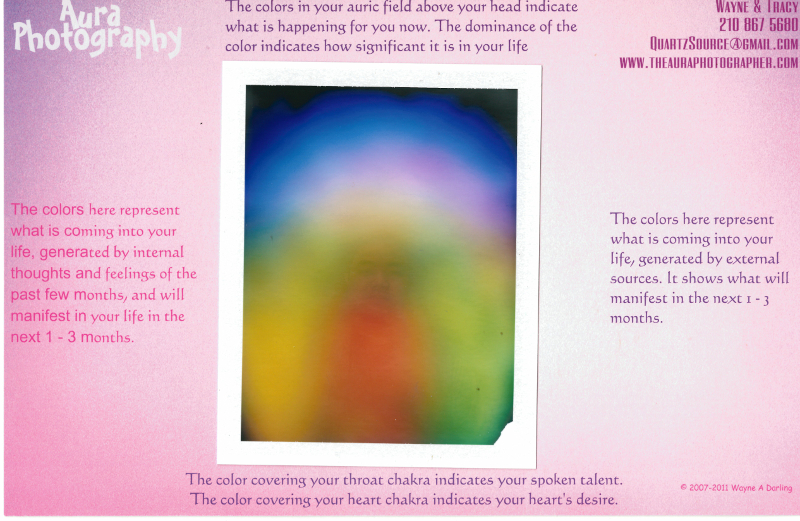 Aura
Photography
The colors in your auric field above your head indicate
what is happening for you now. The dominance of the
color indicates how significant it is in your life
Wayne & Tracy
210 867 5680
QuartzSource@gmail.com
www.theauraphotographer.com
The colors here represent
what is coming into your
life, generated by internal
thoughts and feelings of the
past few months, and will
manifest in your life in the
next 1 - 3 months.
The colors here represent
what is coming into your
life, generated by external
sources. It shows what will
manifest in the next 1 - 3
months.
The color covering your throat chakra indicates your spoken talent.
The color covering your heart chakra indicates your heart's desire.
© 2007-2011 Wayne A Darling